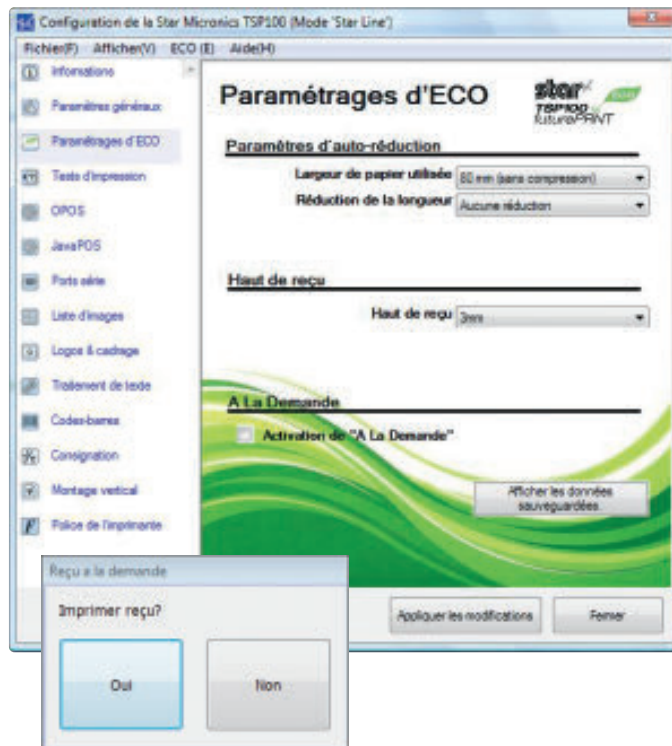 Configuration de la Star Micronics TSP100 (Mode 'Star Line')
Fichier(F) Afficher(V) ECO (E) Aide(H)
Informations
Paramètres généraux
Paramétrages d'ECO
Tests d'impression
OPOS
JavaPOS
Ports série
Liste d'images
Logos & cadrage
Traitement de texte
Codes-barres
Consignation
Montage vertical
Police de l'imprimante
Paramétrages d'ECO
star
TSP100
futurePRNT
Paramètres d'auto-réduction
Largeur de papier utilisée 80 mm (sans compression)
Réduction de la longueur Aucune réduction
Haut de reçu
Haut de reçu 3mm
A La Demande
Activation de "A La Demande"
Afficher les données
sauvegardées
Appliquer les modifications Fermer
Reçu a la demande
Imprimer reçu?
Oui Non